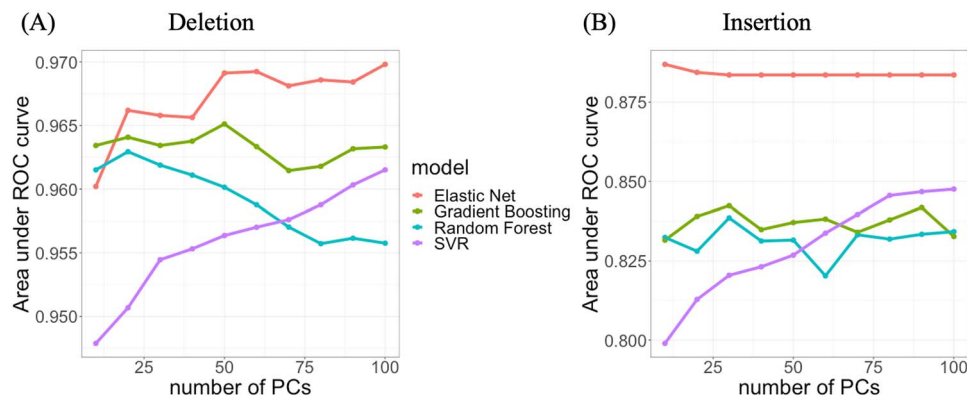 (A) Deletion
Area under ROC curve
0.970
0.965
0.960
0.955
0.950
25 50 75 100
number of PCs
model
Elastic Net
Gradient Boosting
Random Forest
SVR
(B) Insertion
Area under ROC curve
0.875
0.850
0.825
0.800
25 50 75 100
number of PCs